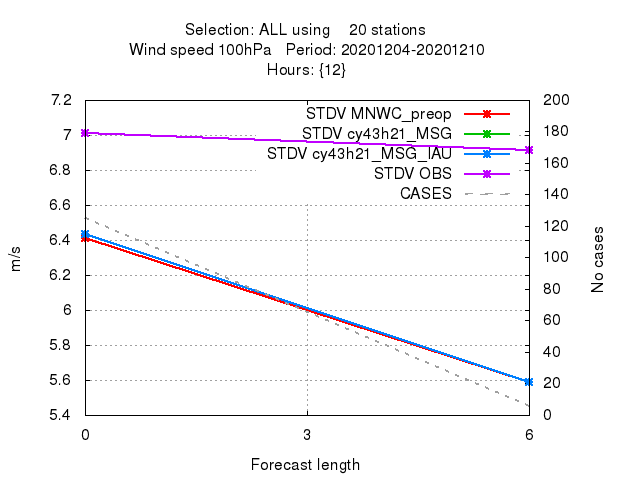 Selection: ALL using    20 stations
Wind speed 100hPa   Period: 20201204-20201210
Hours: {12}
7.2
7
6.8
6.6
6.4
6.2
6
5.8
5.6
5.4
200
180
160
140
120
100
80
60
40
20
0
STDV MNWC_preop
STDV cy43h21_MSG
STDV cy43h21_MSG_IAU
STDV OBS
CASES
m/s
No cases
0
3
6
Forecast length